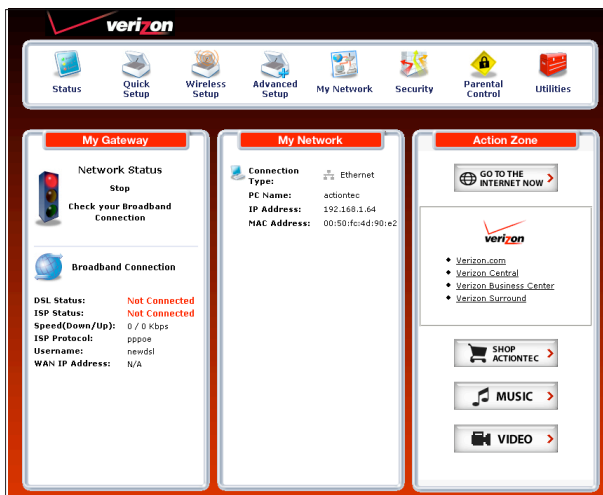 verizon
Status
Quick
Setup
Wireless
Setup
Advanced
Setup
My Network
Security
Parental
Control
Utilities
My Gateway
Network Status
Stop
Check your Broadband
Connection
Broadband Connection
DSL Status: Not Connected
ISP Status: Not Connected
Speed(Down/Up): 0 / 0 Kbps
ISP Protocol: pppoe
Username: newdsl
WAN IP Address: N/A
My Network
Connection
Type: Ethernet
PC Name: actiontec
IP Address: 192.168.1.64
MAC Address: 00:50:fc:4d:90:e2
Action Zone
GO TO THE
INTERNET NOW
verizon
Verizon.com
Verizon Central
Verizon Business Center
Verizon Surround
SHOP
ACTIONTEC
MUSIC
VIDEO